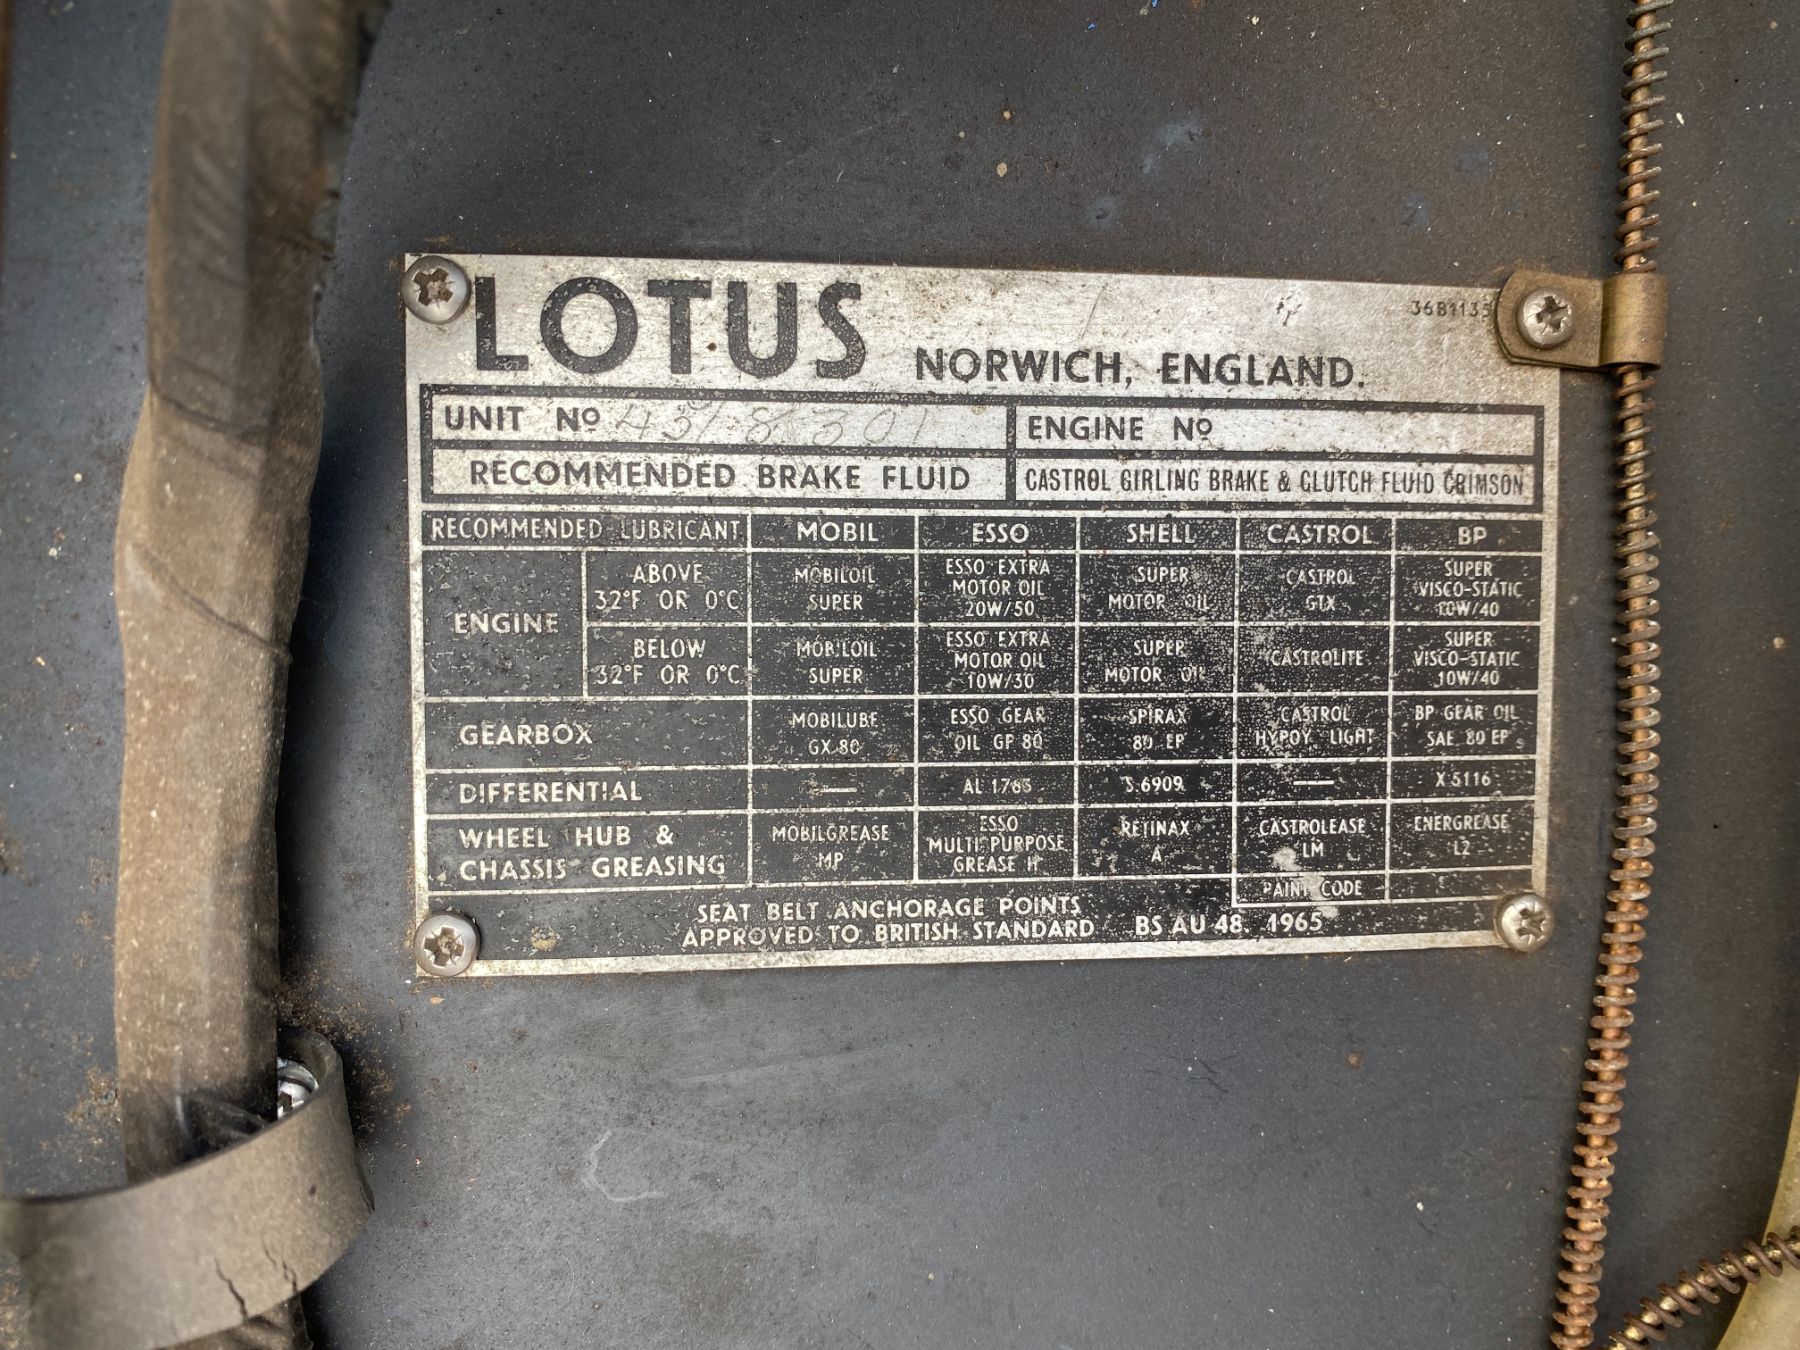 LOTUS
36B1135
NORWICH, ENGLAND.
UNIT Nº
ENGINE Nº
RECOMMENDED BRAKE FLUID
CASTROL GIRLING BRAKE & CLUTCH FLUID CRIMSON
RECOMMENDED LUBRICANT MOBIL ESSO SHELL CASTROL BP
ENGINE
ABOVE
32°F OR 0°C
MOBILOIL
SUPER
ESSO EXTRA
MOTOR OIL
20W/50
SUPER
MOTOR OIL
CASTROL
GTX
SUPER
VISCO-STATIC
10W/40
BELOW
32°F OR 0°C
MOBILOIL
SUPER
ESSO EXTRA
MOTOR OIL
10W/30
SUPER
MOTOR OIL
CASTROLITE
SUPER
VISCO-STATIC
10W/40
GEARBOX
MOBILUBE
GX 80
ESSO GEAR
OIL GP 80
SPIRAX
80 EP
CASTROL
HYPOY LIGHT
BP GEAR OIL
SAE 80 EP
DIFFERENTIAL
—
AL
S.6909
—
X 5116
WHEEL HUB &
CHASSIS GREASING
MOBILGREASE
MP
ESSO
MULTI PURPOSE
GREASE H
RETINAX
A
CASTROLEASE
LM
ENERGREASE
L2
PAINT CODE
SEAT BELT ANCHORAGE POINTS
APPROVED TO BRITISH STANDARD BS AU 48. 1965